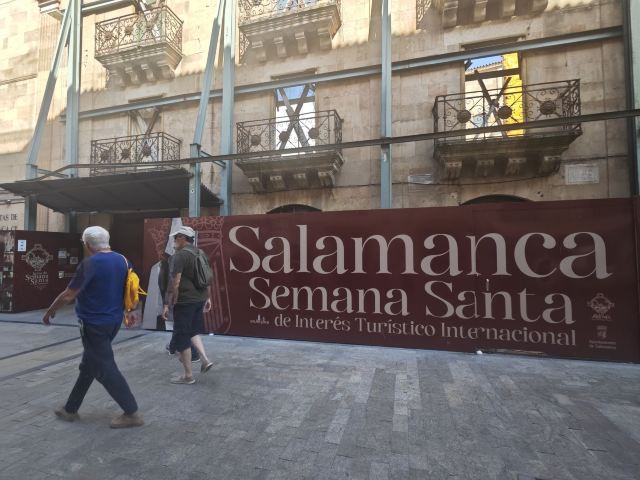 Salamanca
Semana Santa
de Interés Turístico Internacional